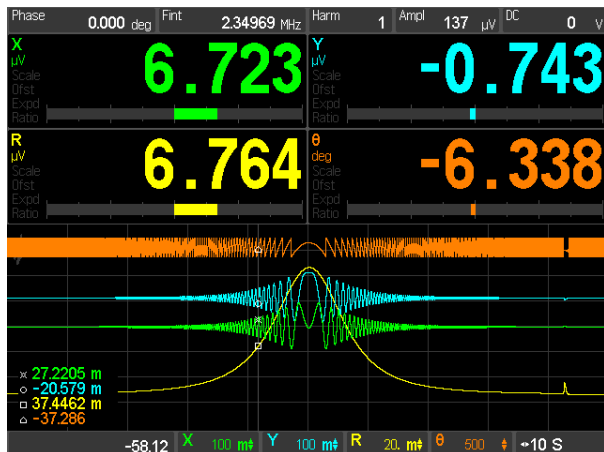 Phase 0.000 deg Fint 2.34969 MHz Harm 1 Ampl 137 µV DC 0 V
X
µV
Scale
Ofst
Expd
Ratio
6.723
Y
µV
Scale
Ofst
Expd
Ratio
-0.743
R
µV
Scale
Ofst
Expd
Ratio
6.764
θ
deg
Scale
Ofst
Expd
Ratio
-6.338
27.2205 m
-20.579 m
37.4462 m
-37.286
-58.12 X 100 m Y 100 m R 20. m θ 500 10 S